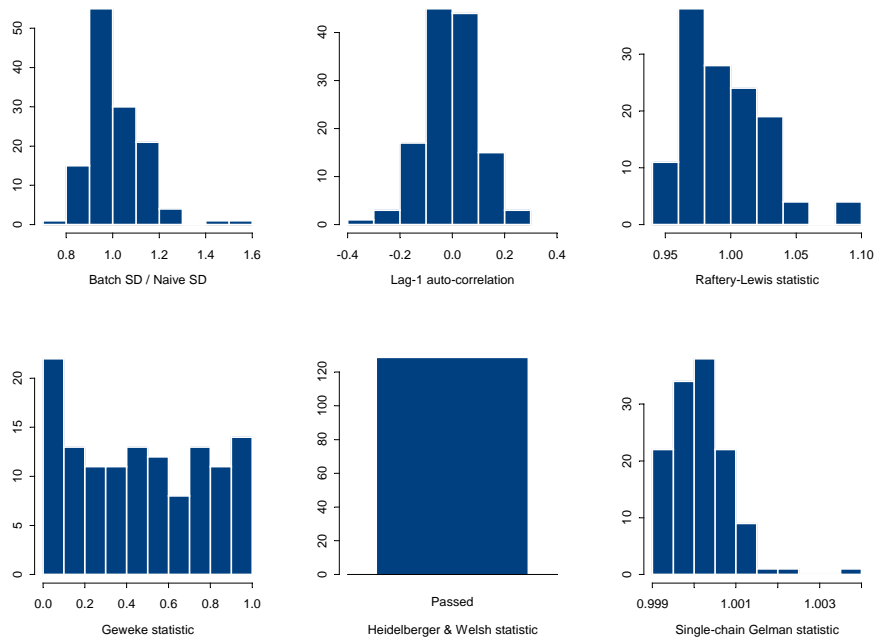 50
40
30
20
10
0
0.8 1.0 1.2 1.4 1.6
Batch SD / Naive SD
40
30
20
10
0
-0.4 -0.2 0.0 0.2 0.4
Lag-1 auto-correlation
30
20
10
0
0.95 1.00 1.05 1.10
Raftery-Lewis statistic
20
15
10
5
0
0.0 0.2 0.4 0.6 0.8 1.0
Geweke statistic
120
100
80
60
40
20
0
Passed
Heidelberger & Welsh statistic
30
20
10
0
0.999 1.001 1.003
Single-chain Gelman statistic